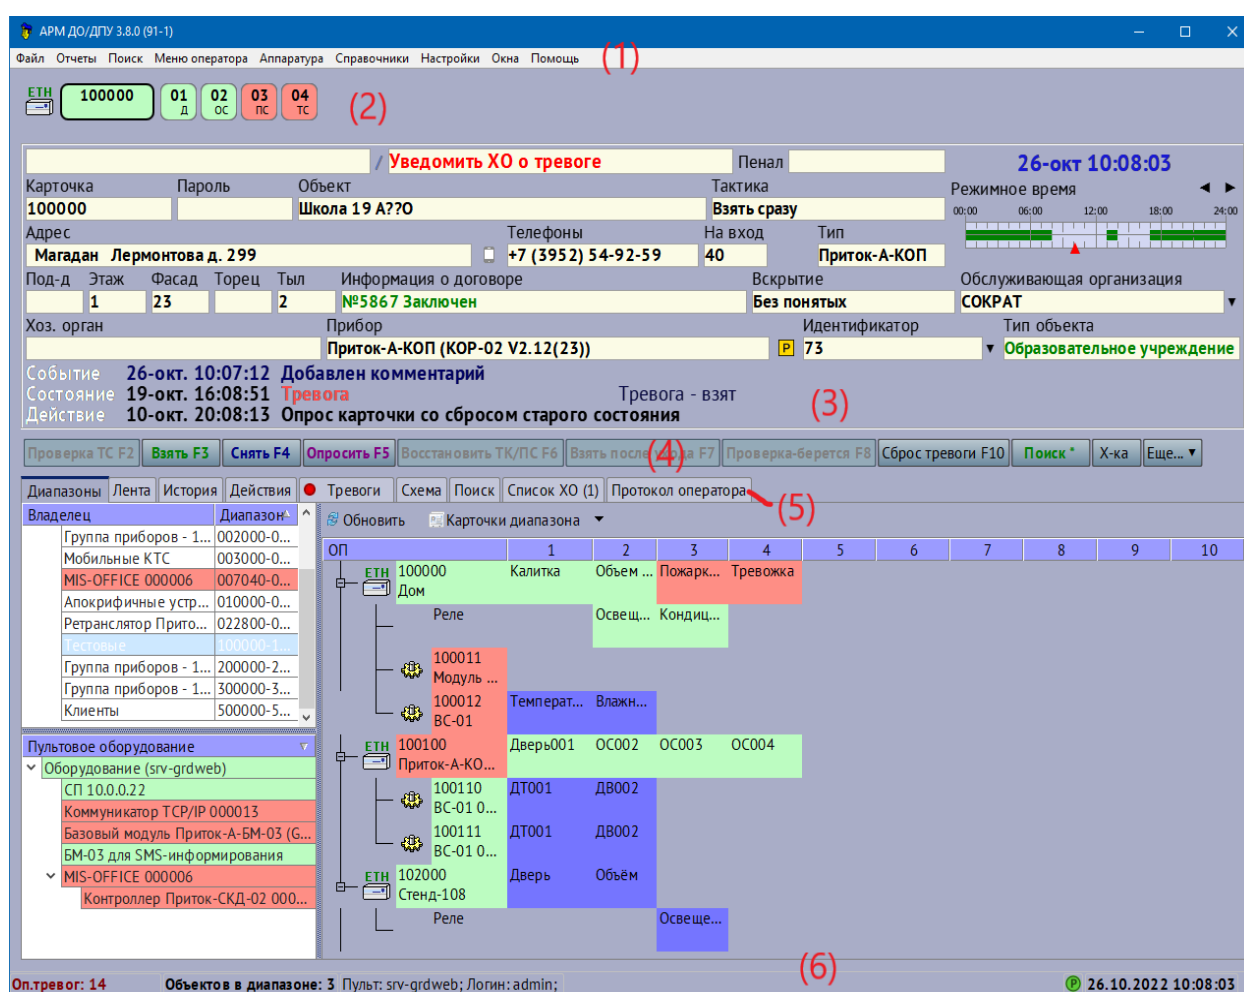 АРМ ДО/ДПУ 3.8.0 (91-1)
Файл Отчеты Поиск Меню оператора Аппаратура Справочники Настройки Окна Помощь (1)
ETH 100000 01 Д 02 ОС 03 ПС 04 ТС (2)
/ Уведомить ХО о тревоге Пенал 26-окт 10:08:03
Карточка Пароль Объект Тактика Режимное время
100000 Школа 19 А??О Взять сразу 00:00 06:00 12:00 18:00 24:00
Адрес Телефоны На вход Тип
Магадан Лермонтова д. 299 +7 (3952) 54-92-59 40 Приток-А-КОП
Под-д Этаж Фасад Торец Тыл Информация о договоре Вскрытие Обслуживающая организация
1 23 2 №5867 Заключен Без понятых СОКРАТ
Хоз. орган Прибор Идентификатор Тип объекта
Приток-А-КОП (КОР-02 V2.12(23)) P 73 Образовательное учреждение
Событие 26-окт. 10:07:12 Добавлен комментарий
Состояние 19-окт. 16:08:51 Тревога Тревога - взят
Действие 10-окт. 20:08:13 Опрос карточки со сбросом старого состояния (3)
Проверка ТС F2 Взять F3 Снять F4 Опросить F5 Восстановить ТК/ПС F6 Взять после ухода F7 Проверка-берется F8 Сброс тревоги F10 Поиск * Х-ка Еще... (4)
Диапазоны Лента История Действия Тревоги Схема Поиск Список ХО (1) Протокол оператора (5)
Владелец Диапазон
Группа приборов - 1... 002000-0...
Мобильные КТС 003000-0...
MIS-OFFICE 000006 007040-0...
Апокрифичные устр... 010000-0...
Ретранслятор Прито... 022800-0...
Тестовые 100000-1...
Группа приборов - 1... 200000-2...
Группа приборов - 1... 300000-3...
Клиенты 500000-5...
Пультовое оборудование
Оборудование (srv-grdweb)
СП 10.0.0.22
Коммуникатор TCP/IP 000013
Базовый модуль Приток-А-БМ-03 (G...
БМ-03 для SMS-информирования
MIS-OFFICE 000006
Контроллер Приток-СКД-02 000...
Обновить Карточки диапазона
ОП 1 2 3 4 5 6 7 8 9 10
ETH 100000 Калитка Объем ... Пожарк... Тревожка
Дом
Реле Освещ... Кондиц...
100011
Модуль ...
100012 Температ... Влажн...
ВС-01
ETH 100100 Дверь001 ОС002 ОС003 ОС004
Приток-А-КО...
100110 ДТ001 ДВ002
ВС-01 0...
100111 ДТ001 ДВ002
ВС-01 0...
ETH 102000 Дверь Объём
Стенд-108
Реле Освеще...
(6)
Оп.тревог: 14 Объектов в диапазоне: 3 Пульт: srv-grdweb; Логин: admin; P 26.10.2022 10:08:03